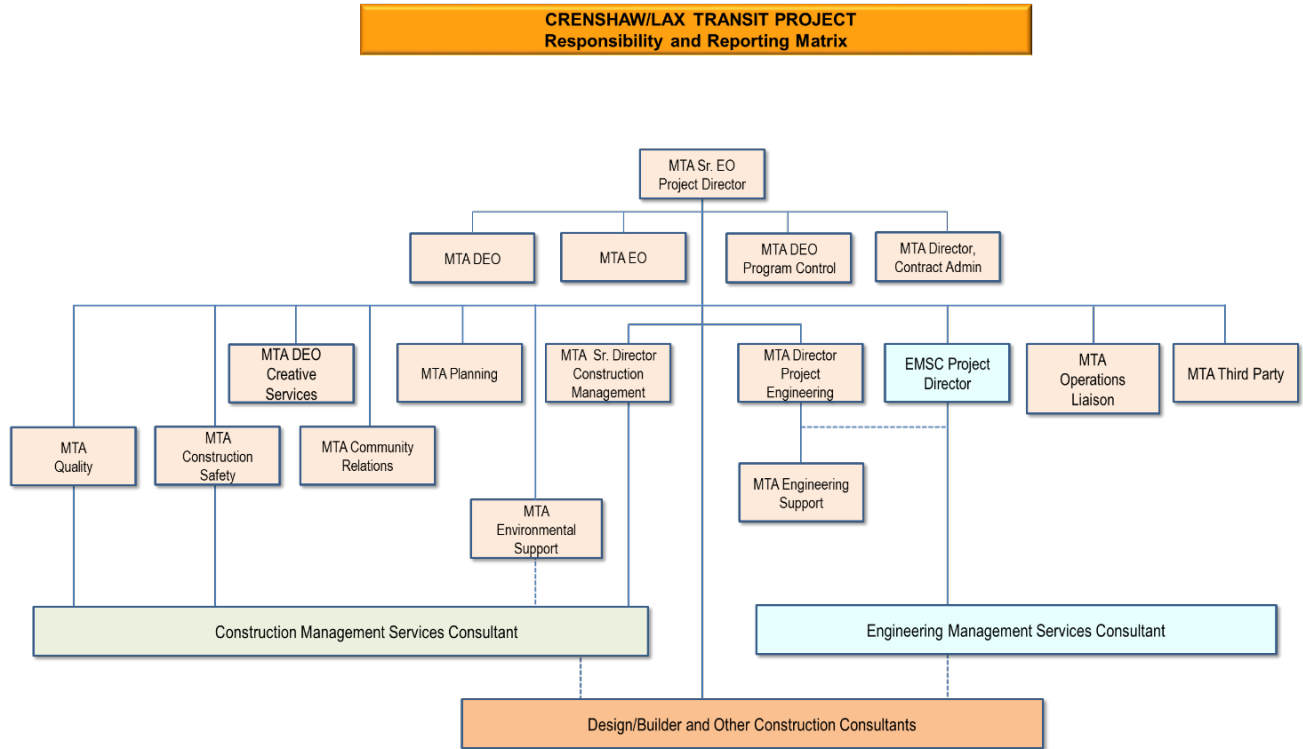 CRENSHAW/LAX TRANSIT PROJECT
Responsibility and Reporting Matrix
MTA Sr. EO
Project Director
MTA DEO
MTA EO
MTA DEO
Program Control
MTA Director,
Contract Admin
MTA DEO
Creative
Services
MTA Planning
MTA Sr. Director
Construction
Management
MTA Director
Project
Engineering
EMSC Project
Director
MTA
Operations
Liaison
MTA Third Party
MTA
Quality
MTA
Construction
Safety
MTA Community
Relations
MTA Engineering
Support
MTA
Environmental
Support
Construction Management Services Consultant
Engineering Management Services Consultant
Design/Builder and Other Construction Consultants